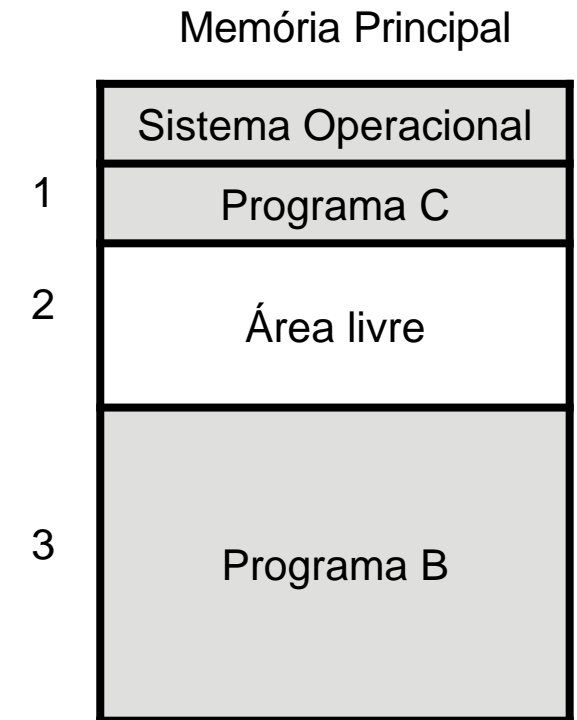 Memória Principal
Sistema Operacional
1
Programa C
2
Área livre
3
Programa B